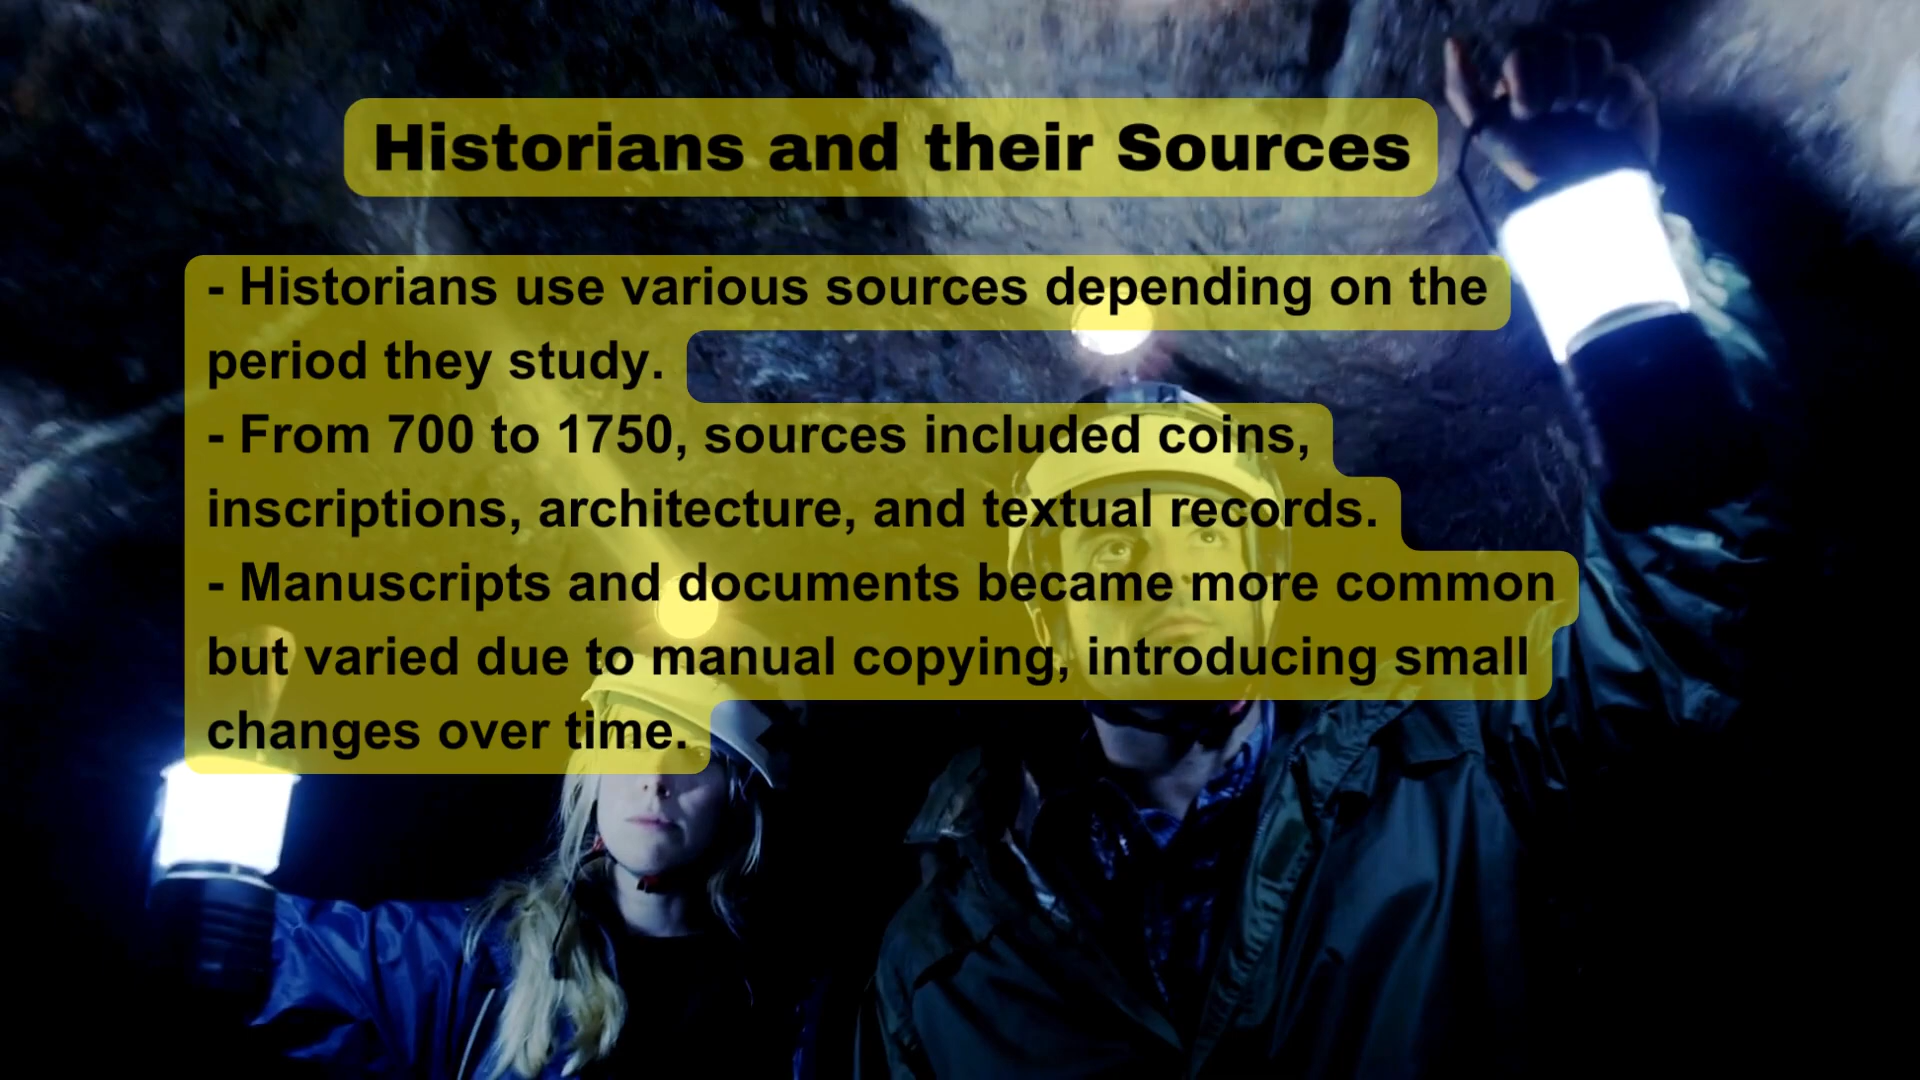 Historians and their Sources
- Historians use various sources depending on the
period they study.
- From 700 to 1750, sources included coins,
inscriptions, architecture, and textual records.
- Manuscripts and documents became more common
but varied due to manual copying, introducing small
changes over time.